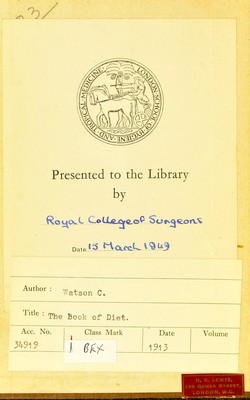 LONDON SCHOOL OF HYGIENE AND TROPICAL MEDICINE
Presented to the Library
by
Royal College of Surgeons
Date 15 March 1949
Author : Watson C.
Title : The Book of Diet.
Acc. No. Class Mark Date Volume
34919 1913
H. K. LEWIS,
136 GOWER STREET,
LONDON, W.C.